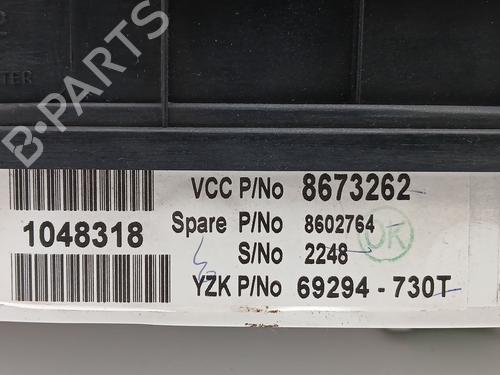 B-PARTS
VCC P/No 8673262
Spare P/No 8602764
S/No 2248
YZK P/No 69294-730T
1048318
OK